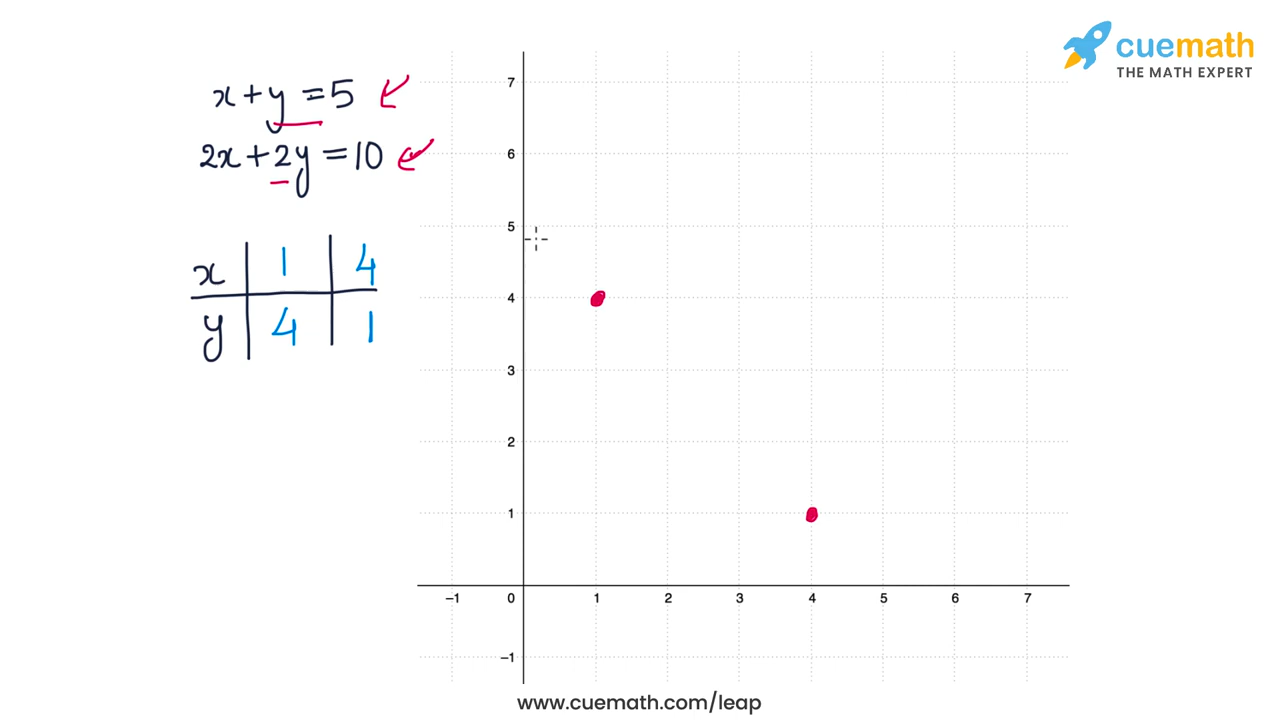 cuemath
THE MATH EXPERT
x+y=5
2x+2y=10
x 1 4
y 4 1
7
6
5
4
3
2
1
−1 0 1 2 3 4 5 6 7
−1
www.cuemath.com/leap